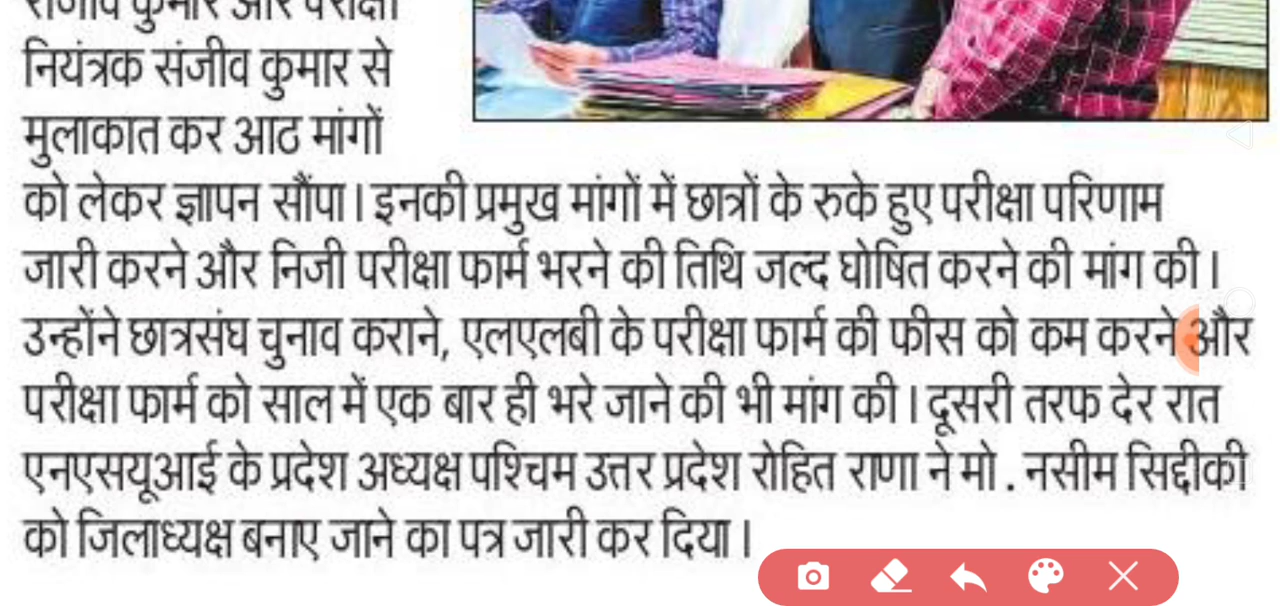 राजीव कुमार और परीक्षा
नियंत्रक संजीव कुमार से
मुलाकात कर आठ मांगों
को लेकर ज्ञापन सौंपा। इनकी प्रमुख मांगों में छात्रों के रुके हुए परीक्षा परिणाम
जारी करने और निजी परीक्षा फार्म भरने की तिथि जल्द घोषित करने की मांग की।
उन्होंने छात्रसंघ चुनाव कराने, एलएलबी के परीक्षा फार्म की फीस को कम करने और
परीक्षा फार्म को साल में एक बार ही भरे जाने की भी मांग की। दूसरी तरफ देर रात
एनएसयूआई के प्रदेश अध्यक्ष पश्चिम उत्तर प्रदेश रोहित राणा ने मो. नसीम सिद्दीकी
को जिलाध्यक्ष बनाए जाने का पत्र जारी कर दिया।